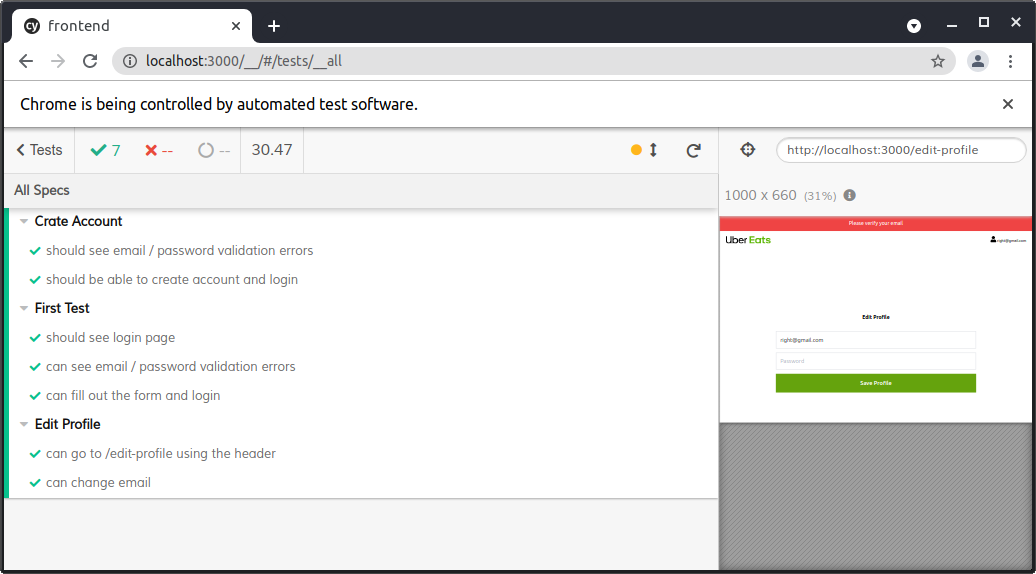 cy frontend
localhost:3000/__/#/tests/__all
Chrome is being controlled by automated test software.
Tests 7 -- -- 30.47
http://localhost:3000/edit-profile
1000 x 660 (31%)
All Specs
Crate Account
should see email / password validation errors
should be able to create account and login
First Test
should see login page
can see email / password validation errors
can fill out the form and login
Edit Profile
can go to /edit-profile using the header
can change email
Please verify your email
Uber Eats
right@gmail.com
Edit Profile
right@gmail.com
Password
Save Profile